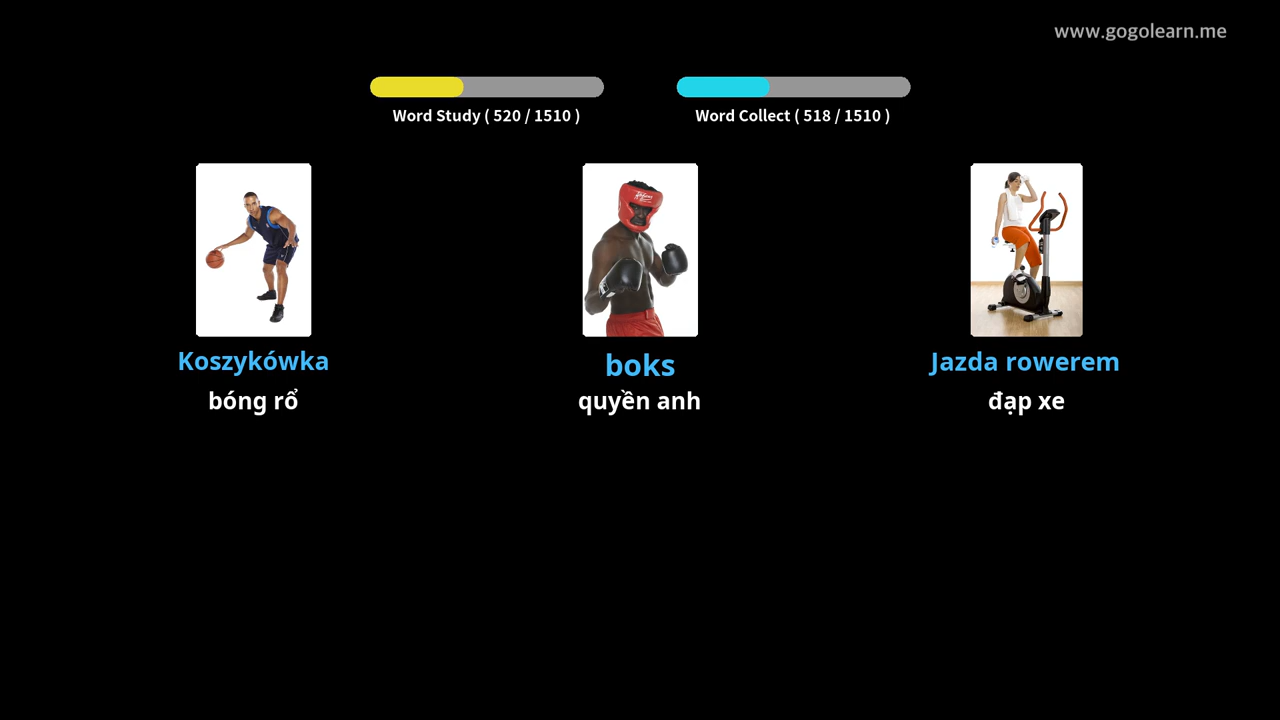 www.gogolearn.me
Word Study ( 520 / 1510 )
Word Collect ( 518 / 1510 )
Koszykówka
boks
Jazda rowerem
bóng rổ
quyền anh
đạp xe